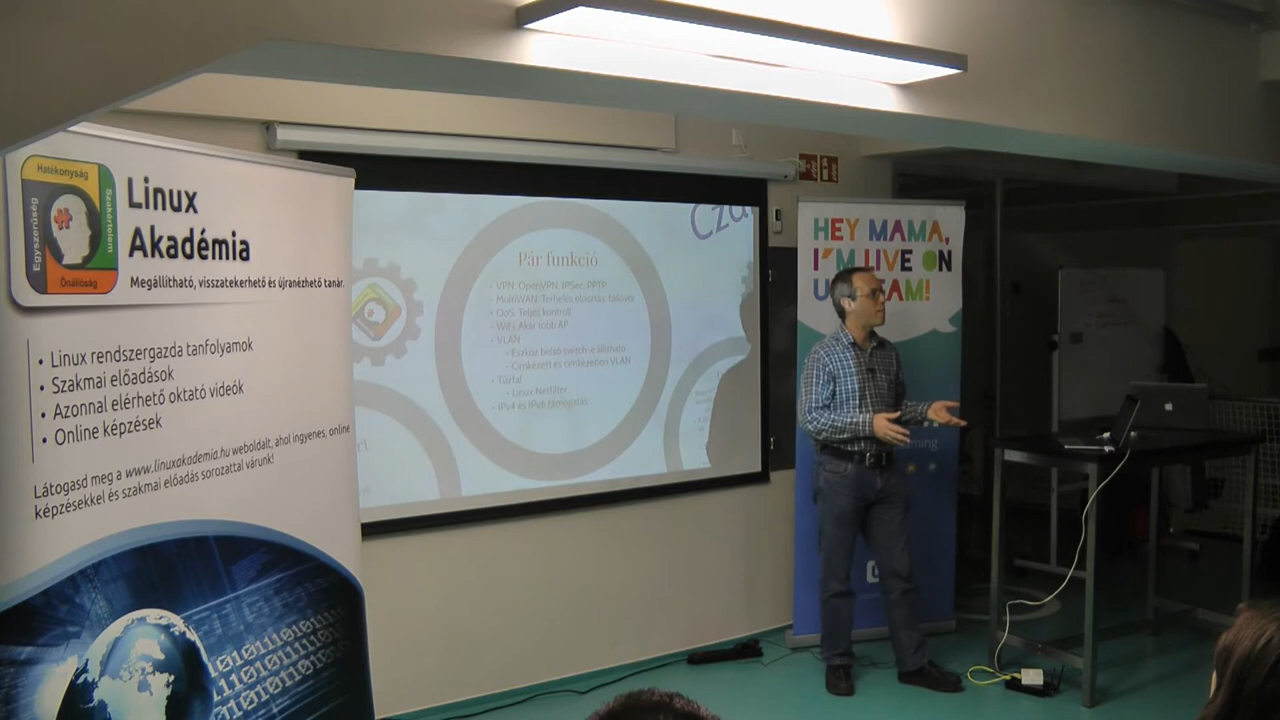 Hatékonyság
Egyszerűség
Szakértelem
Önállóság
Linux
Akadémia
Megállítható, visszatekerhető és újranézhető tanár.
• Linux rendszergazda tanfolyamok
• Szakmai előadások
• Azonnal elérhető oktató videók
• Online képzések
Látogasd meg a www.linuxakademia.hu weboldalt, ahol ingyenes, online
képzésekkel és szakmai előadás sorozattal várunk!
Pár funkció
- VPN: OpenVPN, IPSec, PPTP
- MultiWAN: Terhelés elosztás, failover
- QoS: Teljes kontroll
- WiFi: Akár több AP
- VLAN
- Eszköz belső switch-e állítható
- Címkézett és címkézetlen VLAN
- Tűzfal
- Linux Netfilter
- IPv4 és IPv6 támogatás
HEY MAMA,
I'M LIVE ON